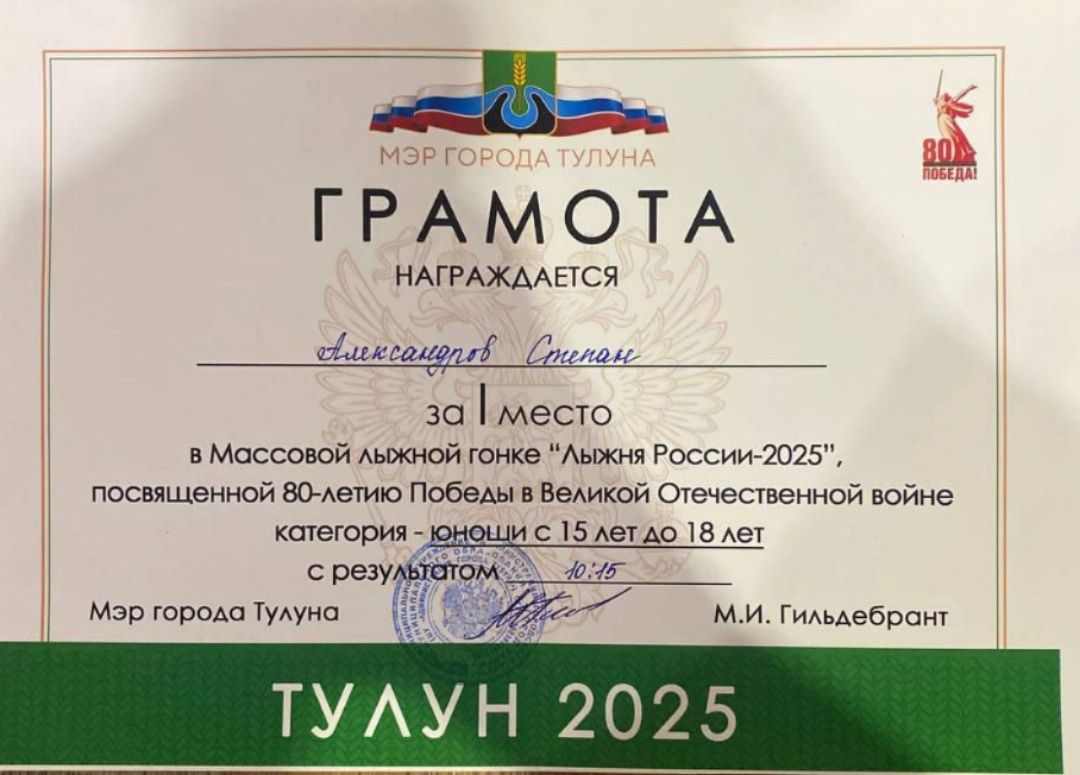 МЭР ГОРОДА ТУЛУНА
80
ПОБЕДА!
ГРАМОТА
НАГРАЖДАЕТСЯ
Александров Степан
за I место
в Массовой лыжной гонке “Лыжня России-2025”,
посвященной 80-летию Победы в Великой Отечественной войне
категория - юноши с 15 лет до 18 лет
с результатом 10:15
Мэр города Тулуна М.И. Гильдебрант
ТУЛУН 2025